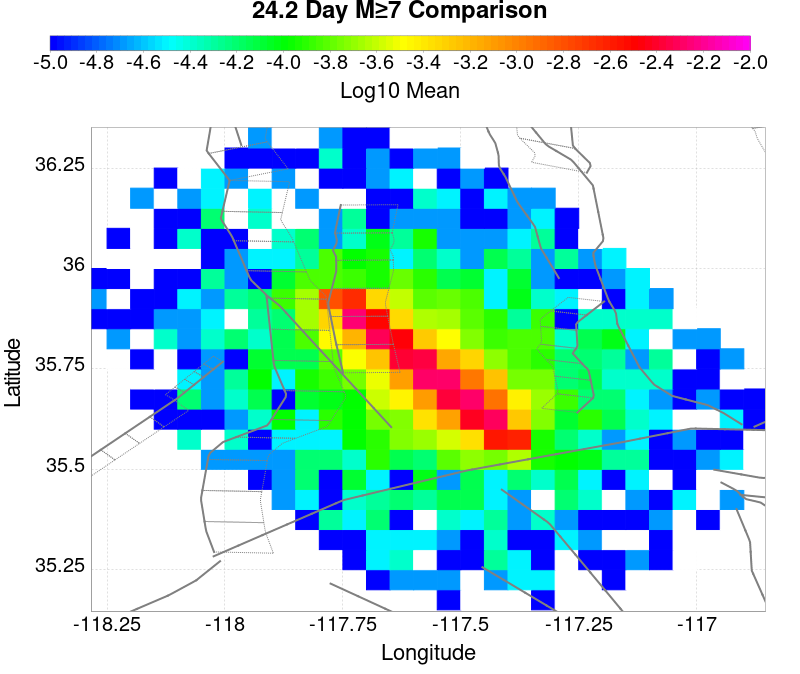 24.2 Day M≥7 Comparison
-5.0 -4.8 -4.6 -4.4 -4.2 -4.0 -3.8 -3.6 -3.4 -3.2 -3.0 -2.8 -2.6 -2.4 -2.2 -2.0
Log10 Mean
36.25
36
35.75
35.5
35.25
Latitude
-118.25 -118 -117.75 -117.5 -117.25 -117
Longitude